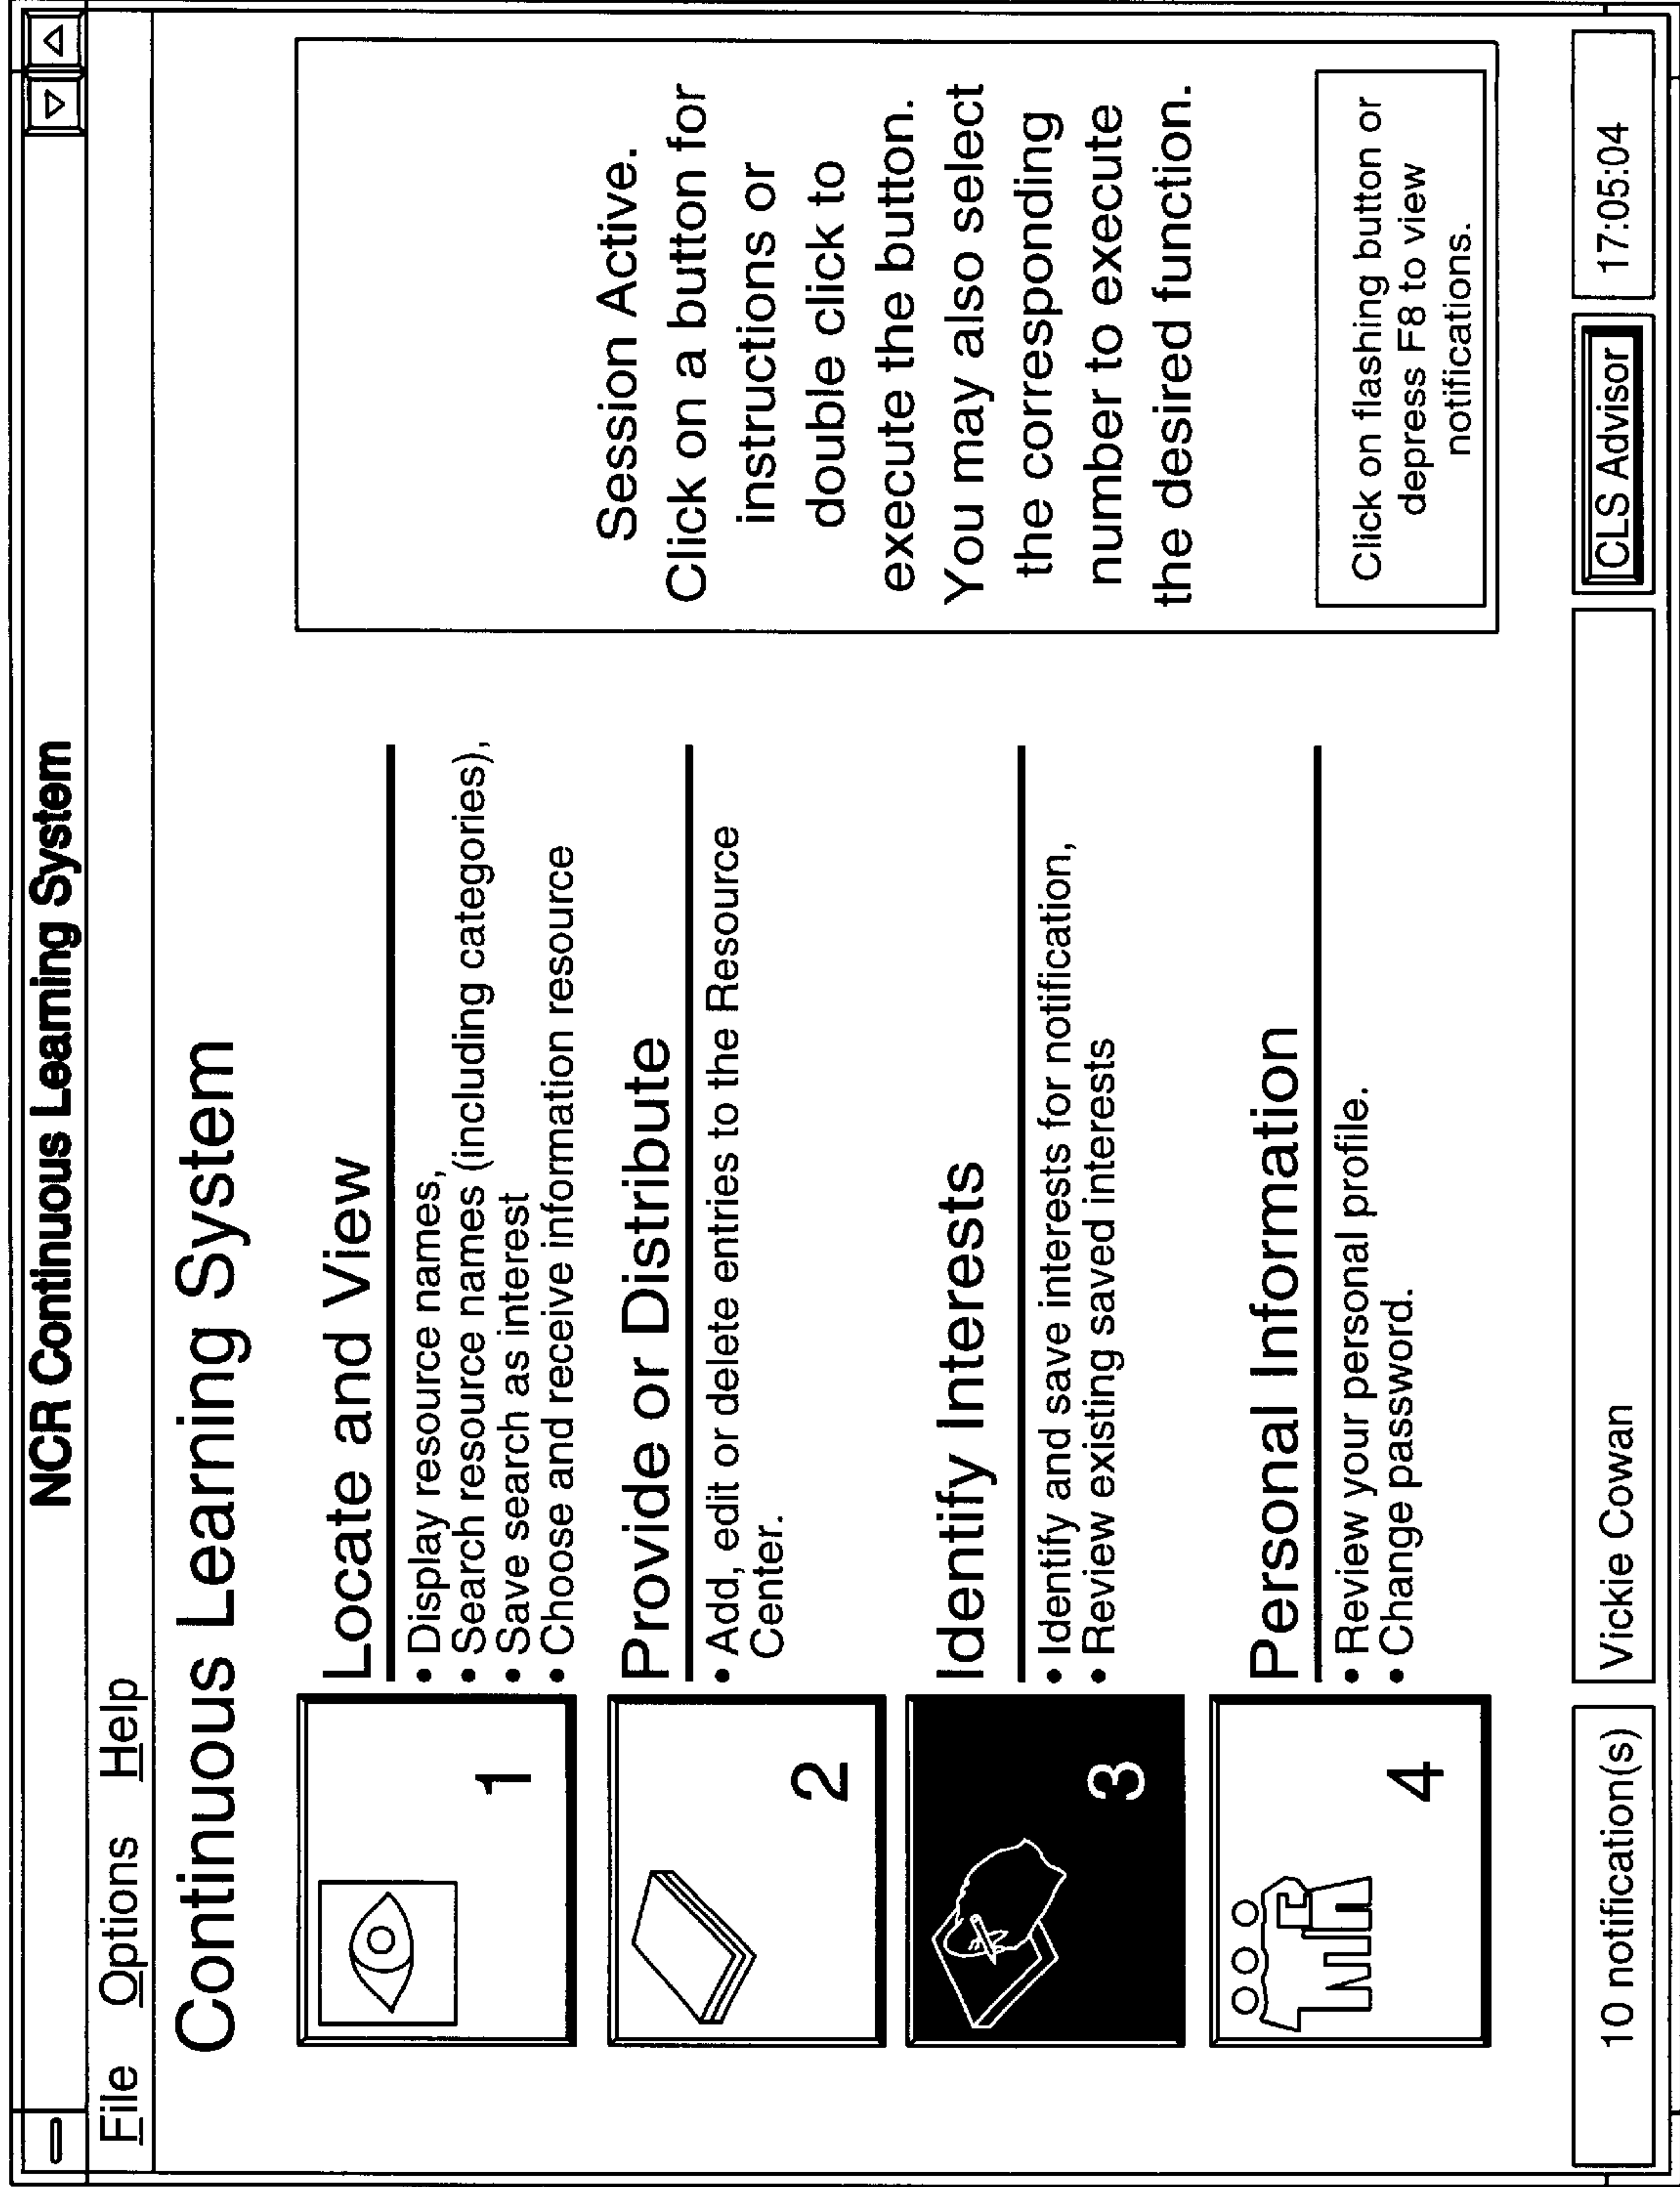 NCR Continuous Learning System
File Options Help
Continuous Learning System
1
Locate and View
• Display resource names,
• Search resource names (including categories),
• Save search as interest
• Choose and receive information resource
2
Provide or Distribute
• Add, edit or delete entries to the Resource
Center.
3
Identify Interests
• Identify and save interests for notification,
• Review existing saved interests
4
Personal Information
• Review your personal profile.
• Change password.
Session Active.
Click on a button for
instructions or
double click to
execute the button.
You may also select
the corresponding
number to execute
the desired function.
Click on flashing button or
depress F8 to view
notifications.
10 notification(s)
Vickie Cowan
CLS Advisor
17:05:04